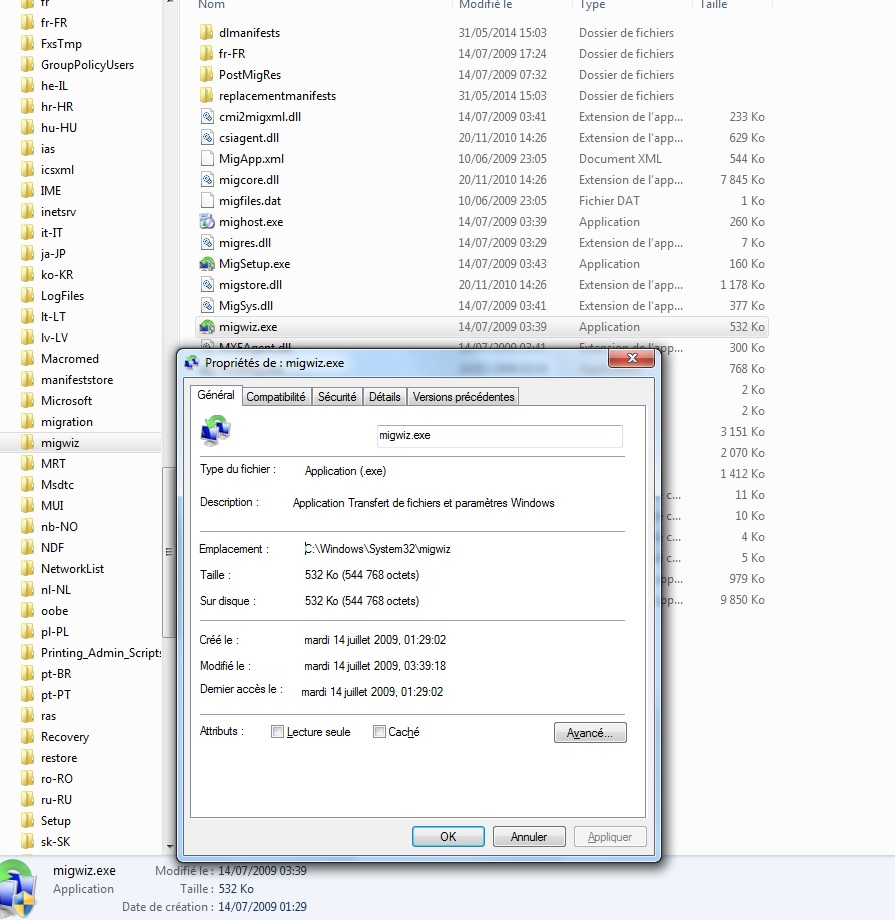 Nom Modifié le Type Taille
fr
fr-FR
FxsTmp
GroupPolicyUsers
he-IL
hr-HR
hu-HU
ias
icsxml
IME
inetsrv
it-IT
ja-JP
ko-KR
LogFiles
lt-LT
lv-LV
Macromed
manifeststore
Microsoft
migration
migwiz
MRT
Msdtc
MUI
nb-NO
NDF
NetworkList
nl-NL
oobe
pl-PL
Printing_Admin_Scripts
pt-BR
pt-PT
ras
Recovery
restore
ro-RO
ru-RU
Setup
sk-SK
dlmanifests 31/05/2014 15:03 Dossier de fichiers
fr-FR 14/07/2009 17:24 Dossier de fichiers
PostMigRes 14/07/2009 07:32 Dossier de fichiers
replacementmanifests 31/05/2014 15:03 Dossier de fichiers
cmi2migxml.dll 14/07/2009 03:41 Extension de l'app... 233 Ko
csiagent.dll 20/11/2010 14:26 Extension de l'app... 629 Ko
MigApp.xml 10/06/2009 23:05 Document XML 544 Ko
migcore.dll 20/11/2010 14:26 Extension de l'app... 7 845 Ko
migfiles.dat 10/06/2009 23:05 Fichier DAT 1 Ko
mighost.exe 14/07/2009 03:39 Application 260 Ko
migres.dll 14/07/2009 03:29 Extension de l'app... 7 Ko
MigSetup.exe 14/07/2009 03:43 Application 160 Ko
migstore.dll 20/11/2010 14:26 Extension de l'app... 1 178 Ko
MigSys.dll 14/07/2009 03:41 Extension de l'app... 377 Ko
migwiz.exe 14/07/2009 03:39 Application 532 Ko
MXEAgent.dll 14/07/2009 03:41 Extension de l'app... 300 Ko
768 Ko
2 Ko
2 Ko
3 151 Ko
2 070 Ko
1 412 Ko
c... 11 Ko
c... 10 Ko
c... 4 Ko
c... 5 Ko
pp... 979 Ko
pp... 9 850 Ko
Propriétés de : migwiz.exe
Général Compatibilité Sécurité Détails Versions précédentes
migwiz.exe
Type du fichier : Application (.exe)
Description : Application Transfert de fichiers et paramètres Windows
Emplacement : C:\Windows\System32\migwiz
Taille : 532 Ko (544 768 octets)
Sur disque : 532 Ko (544 768 octets)
Créé le : mardi 14 juillet 2009, 01:29:02
Modifié le : mardi 14 juillet 2009, 03:39:18
Dernier accès le : mardi 14 juillet 2009, 01:29:02
Attributs : Lecture seule Caché Avancé...
OK Annuler Appliquer
migwiz.exe Modifié le : 14/07/2009 03:39
Application Taille : 532 Ko
Date de création : 14/07/2009 01:29